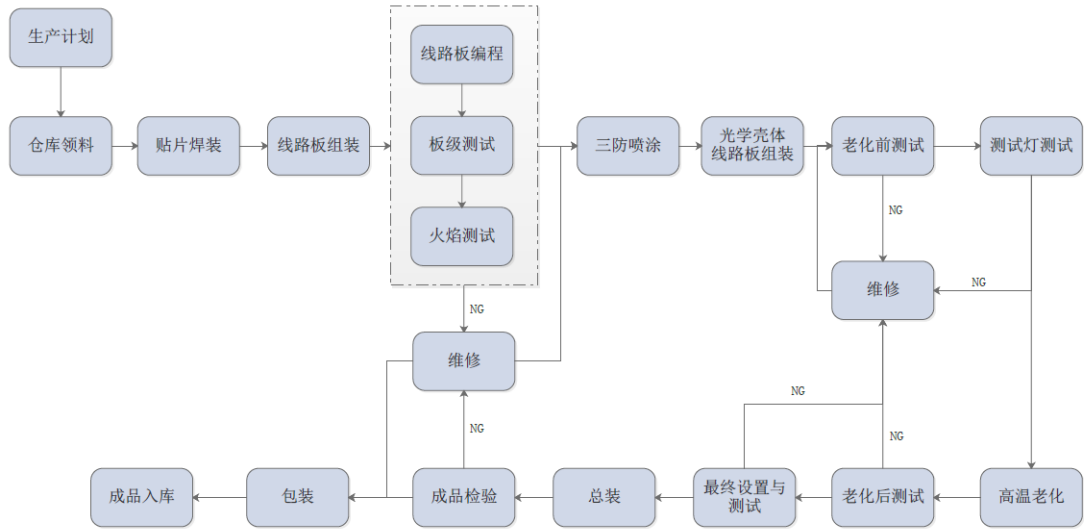 生产计划
线路板编程
仓库领料
贴片焊装
线路板组装
板级测试
三防喷涂
光学壳体
线路板组装
老化前测试
测试灯测试
火焰测试
NG
维修
NG
NG
维修
NG
NG
NG
成品入库
包装
成品检验
总装
最终设置与
测试
老化后测试
高温老化